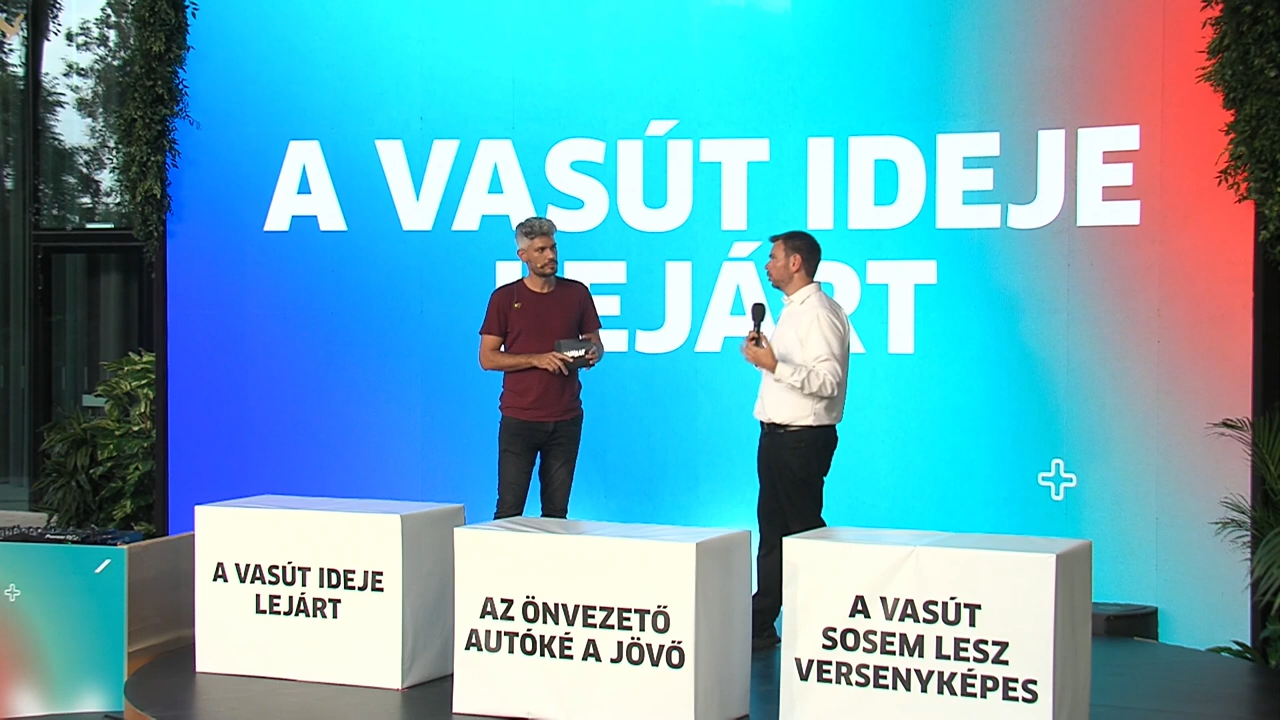 A VASÚT IDEJE
LEJÁRT
A VASÚT IDEJE
LEJÁRT
AZ ÖNVEZETŐ
AUTÓKÉ A JÖVŐ
A VASÚT
SOSEM LESZ
VERSENYKÉPES